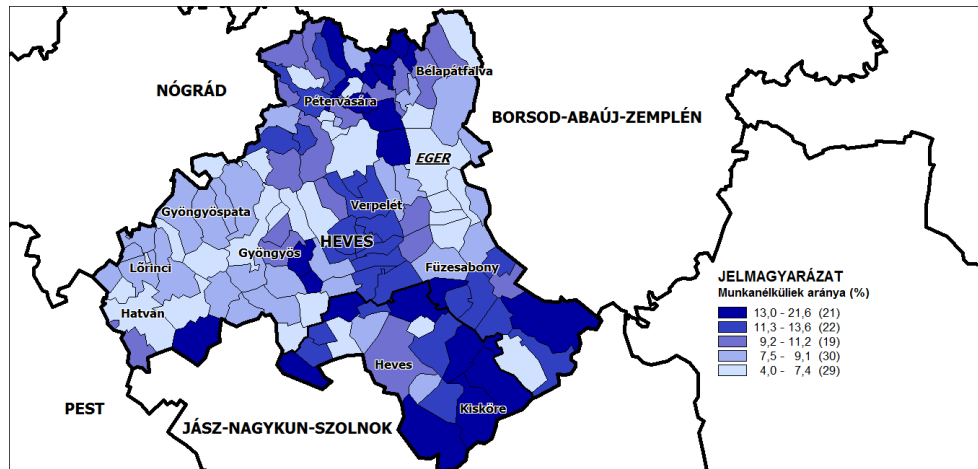 NÓGRÁD
Bélapátfalva
Pétervására
BORSOD-ABAÚJ-ZEMPLÉN
EGER
Verpelét
Gyöngyöspata
HEVES
Gyöngyös
Lőrinci
Füzesabony
Hatvan
Heves
Kisköre
PEST
JÁSZ-NAGYKUN-SZOLNOK
JELMAGYARÁZAT
Munkanélküliek aránya (%)
13,0 - 21,6 (21)
11,3 - 13,6 (22)
9,2 - 11,2 (19)
7,5 - 9,1 (30)
4,0 - 7,4 (29)